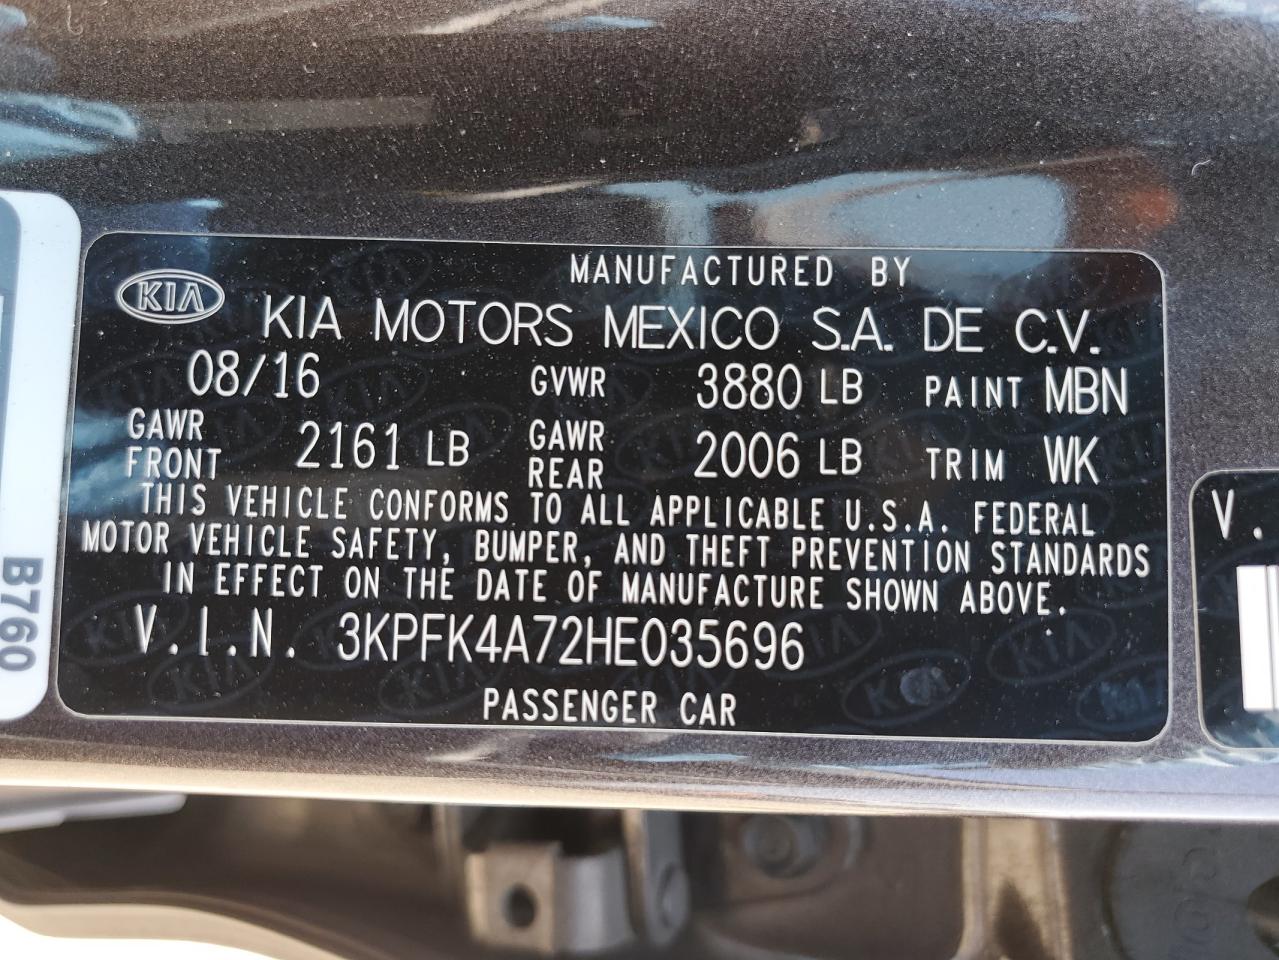 MANUFACTURED BY
KIA KIA MOTORS MEXICO S.A. DE C.V.
08/16 GVWR 3880 LB PAINT MBN
GAWR FRONT 2161 LB GAWR REAR 2006 LB TRIM WK
THIS VEHICLE CONFORMS TO ALL APPLICABLE U.S.A. FEDERAL
MOTOR VEHICLE SAFETY, BUMPER, AND THEFT PREVENTION STANDARDS
IN EFFECT ON THE DATE OF MANUFACTURE SHOWN ABOVE.
V.I.N. 3KPFK4A72HE035696
PASSENGER CAR
B760
V.